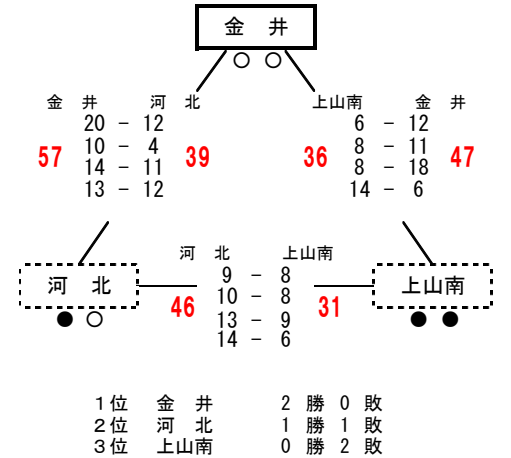 金 井
○ ○
金 井 河 北
20 - 12
10 - 4
14 - 11
13 - 12
57 39
上山南 金 井
6 - 12
8 - 11
8 - 18
14 - 6
36 47
河 北 上山南
9 - 8
10 - 8
13 - 9
14 - 6
46 31
河 北
● ○
上山南
● ●
1位 金 井 2 勝 0 敗
2位 河 北 1 勝 1 敗
3位 上山南 0 勝 2 敗